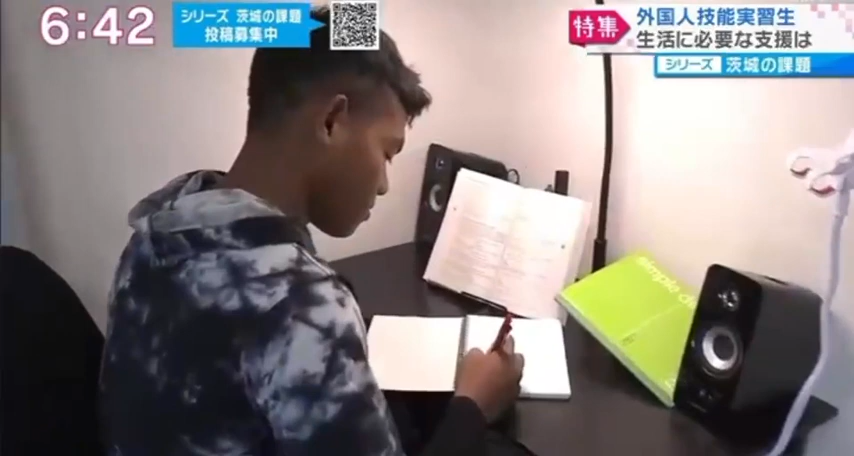 6:42
シリーズ 茨城の課題
投稿募集中
特集
外国人技能実習生
生活に必要な支援は
シリーズ 茨城の課題
simple